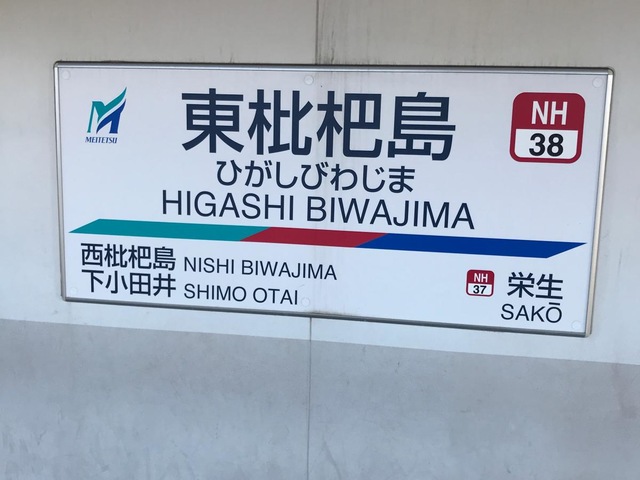 MEITETSU
東枇杷島
NH
38
ひがしびわじま
HIGASHI BIWAJIMA
西枇杷島 NISHI BIWAJIMA
下小田井 SHIMO OTAI
NH
37
栄生
SAKŌ